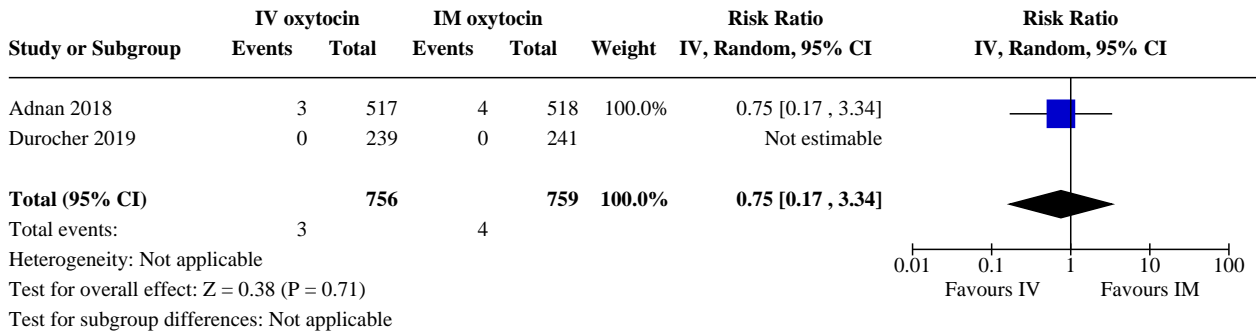 IV oxytocin IM oxytocin Risk Ratio Risk Ratio
Study or Subgroup Events Total Events Total Weight IV, Random, 95% CI IV, Random, 95% CI
Adnan 2018 3 517 4 518 100.0% 0.75 [0.17 , 3.34]
Durocher 2019 0 239 0 241 Not estimable
Total (95% CI) 756 759 100.0% 0.75 [0.17 , 3.34]
Total events: 3 4
Heterogeneity: Not applicable
0.01 0.1 1 10 100
Test for overall effect: Z = 0.38 (P = 0.71)
Favours IV Favours IM
Test for subgroup differences: Not applicable